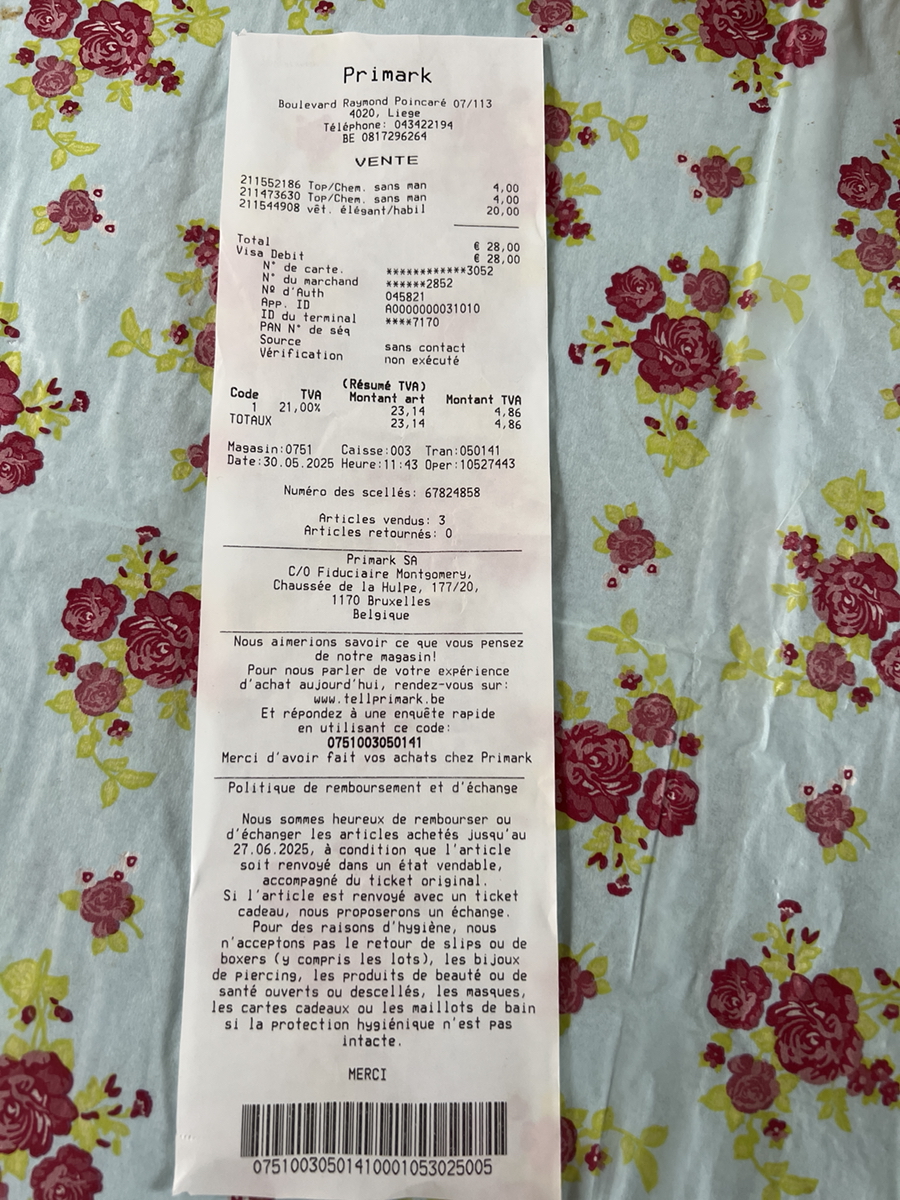 Primark
Boulevard Raymond Poincaré 07/113
4020, Liege
Téléphone: 043422194
BE 0817296264
VENTE
211552186 Top/Chem. sans man 4,00
211473630 Top/Chem. sans man 4,00
211544908 vêt. élégant/habil 20,00
Total € 28,00
Visa Debit € 28,00
N° de carte. ************3052
N° du marchand ******2852
Nº d'Auth 045821
App. ID A0000000031010
ID du terminal ****7170
PAN N° de séq
Source sans contact
Vérification non exécuté
(Résumé TVA)
Code TVA Montant art Montant TVA
1 21,00% 23,14 4,86
TOTAUX 23,14 4,86
Magasin:0751 Caisse:003 Tran:050141
Date:30.05.2025 Heure:11:43 Oper:10527443
Numéro des scellés: 67824858
Articles vendus: 3
Articles retournés: 0
Primark SA
C/O Fiduciaire Montgomery,
Chaussée de la Hulpe, 177/20,
1170 Bruxelles
Belgique
Nous aimerions savoir ce que vous pensez
de notre magasin!
Pour nous parler de votre expérience
d'achat aujourd'hui, rendez-vous sur:
www.tellprimark.be
Et répondez à une enquête rapide
en utilisant ce code:
0751003050141
Merci d'avoir fait vos achats chez Primark
Politique de remboursement et d'échange
Nous sommes heureux de rembourser ou
d'échanger les articles achetés jusqu'au
27.06.2025, à condition que l'article
soit renvoyé dans un état vendable,
accompagné du ticket original.
Si l'article est renvoyé avec un ticket
cadeau, nous proposerons un échange.
Pour des raisons d'hygiène, nous
n'acceptons pas le retour de slips ou de
boxers (y compris les lots), les bijoux
de piercing, les produits de beauté ou de
santé ouverts ou descellés, les masques,
les cartes cadeaux ou les maillots de bain
si la protection hygiénique n'est pas
intacte.
MERCI
07510030501410001053025005